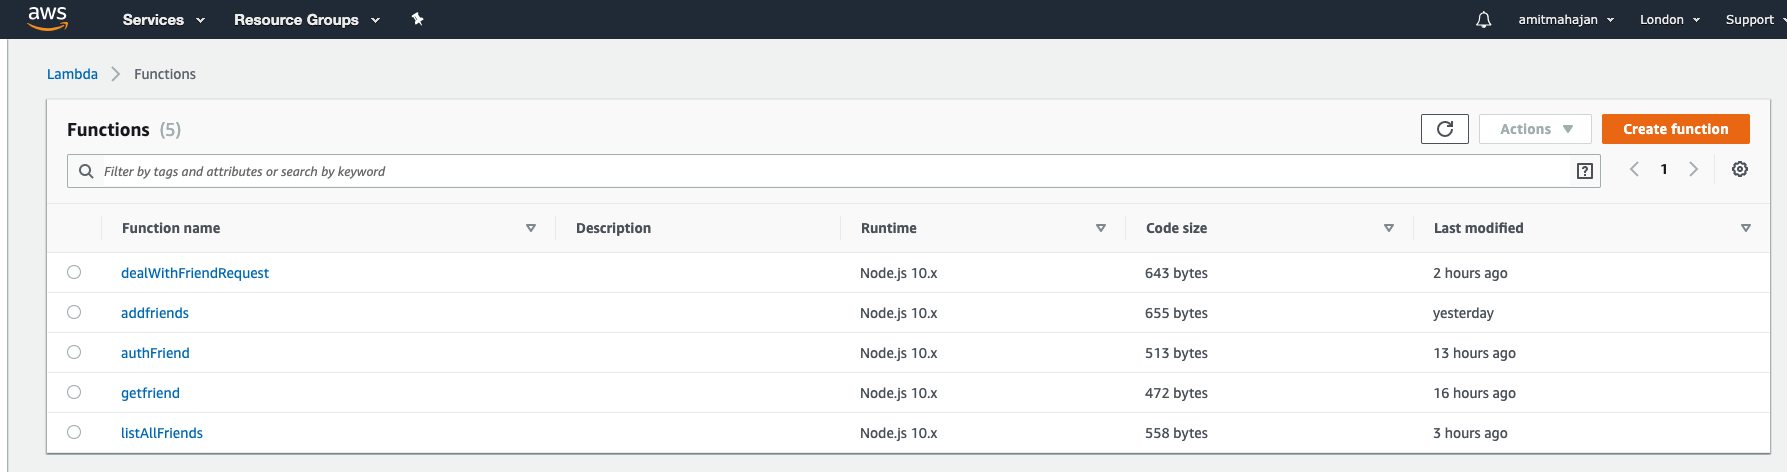 aws Services Resource Groups amitmahajan London Support
Lambda Functions
Functions (5) Actions Create function
Filter by tags and attributes or search by keyword ? 1
Function name Description Runtime Code size Last modified
dealWithFriendRequest Node.js 10.x 643 bytes 2 hours ago
addfriends Node.js 10.x 655 bytes yesterday
authFriend Node.js 10.x 513 bytes 13 hours ago
getfriend Node.js 10.x 472 bytes 16 hours ago
listAllFriends Node.js 10.x 558 bytes 3 hours ago